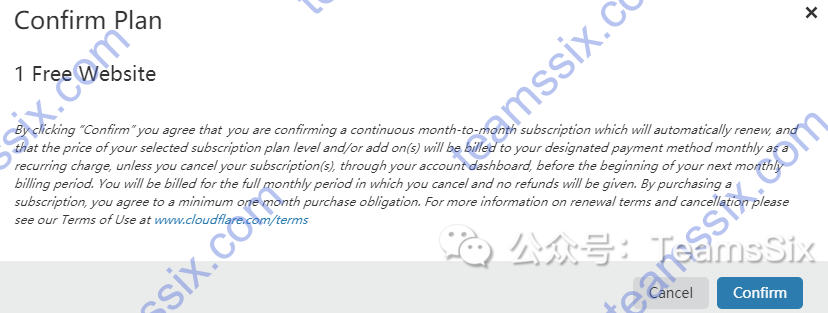 Confirm Plan
×
1 Free Website
By clicking "Confirm" you agree that you are confirming a continuous month-to-month subscription which will automatically renew, and
that the price of your selected subscription plan level and/or add on(s) will be billed to your designated payment method monthly as a
recurring charge, unless you cancel your subscription(s), through your account dashboard, before the beginning of your next monthly
billing period. You will be billed for the full monthly period in which you cancel and no refunds will be given. By purchasing a
subscription, you agree to a minimum one month purchase obligation. For more information on renewal terms and cancellation please
see our Terms of Use at www.cloudflare.com/terms
公众号：TeamsSix
Cancel
Confirm
teamssix.com
teamssix.com
teamssix.com
teamssix.com